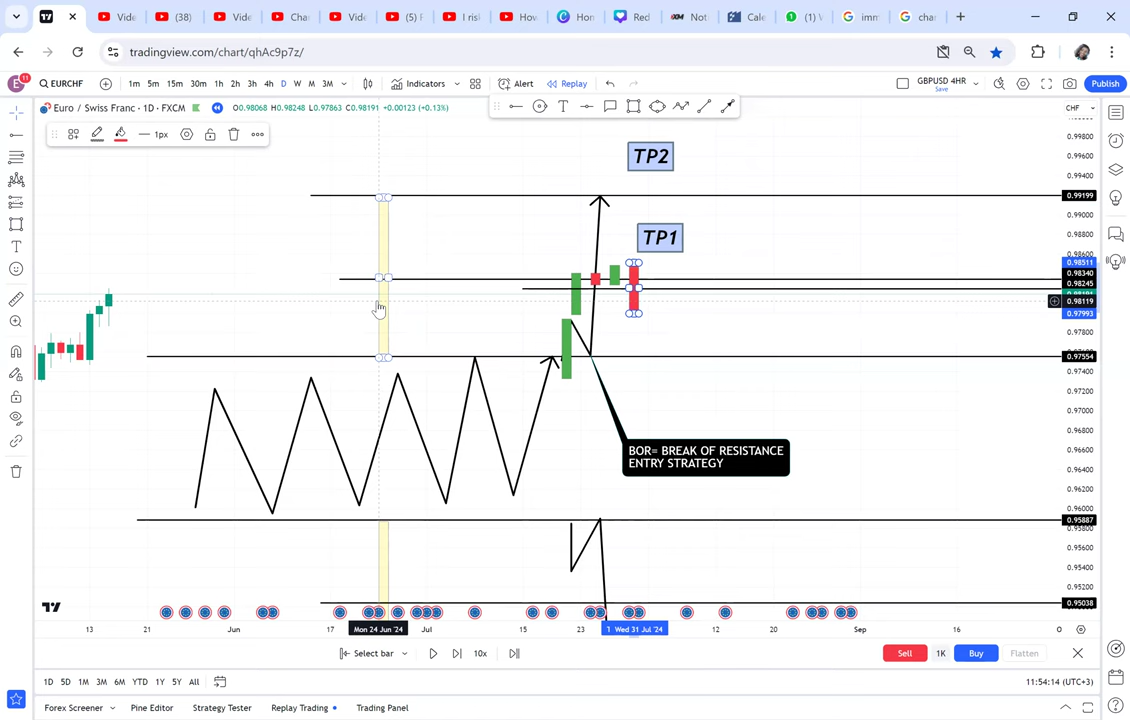 Vide
(38)
Vide
Cha
Vide
(5) F
I risk
How
Hon
Red
Not
Cale
(1) V
imm
cha
tradingview.com/chart/qhAc9p7z/
E 11 EURCHF 1m 5m 15m 30m 1h 2h 3h 4h D W M 3M Indicators Alert Replay GBPUSD 4HR Save Publish
Euro / Swiss Franc · 1D · FXCM O0.98068 H0.98248 L0.97863 C0.98191 +0.00123 (+0.13%) CHF
1px
TP2
TP1
BOR= BREAK OF RESISTANCE
ENTRY STRATEGY
0.99800
0.99600
0.99400
0.99199
0.99000
0.98800
0.98600
0.98511
0.98340
0.98245
0.98119
0.97993
0.97800
0.97554
0.97400
0.97200
0.97000
0.96800
0.96600
0.96400
0.96200
0.96000
0.95887
0.95600
0.95400
0.95200
0.95038
13 21 Jun 17 Mon 24 Jun '24 Jul 15 23 1 Wed 31 Jul '24 12 20 Sep 16 O
Select bar 10x Sell 1K Buy Flatten
1D 5D 1M 3M 6M YTD 1Y 5Y All 11:54:14 (UTC+3)
Forex Screener Pine Editor Strategy Tester Replay Trading Trading Panel